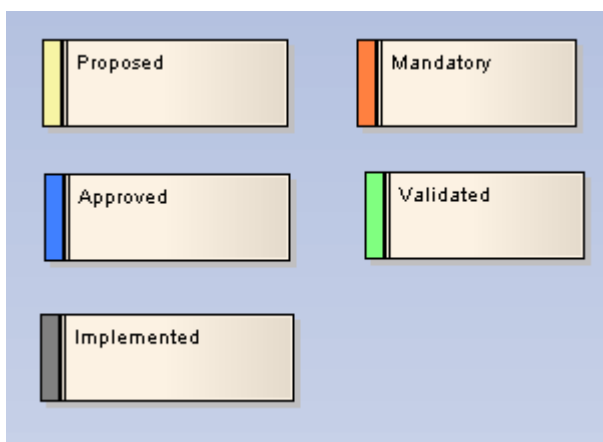 Proposed
Mandatory
Approved
Validated
Implemented